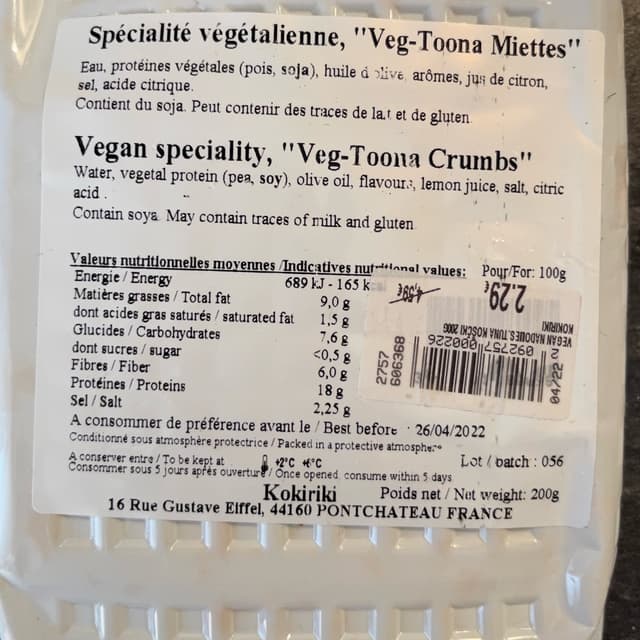 Spécialité végétalienne, "Veg-Toona Miettes"
Eau, protéines végétales (pois, soja), huile d'olive, arômes, jus de citron,
sel, acide citrique.
Contient du soja. Peut contenir des traces de lait et de gluten.
Vegan speciality, "Veg-Toona Crumbs"
Water, vegetal protein (pea, soy), olive oil, flavours, lemon juice, salt, citric
acid .
Contain soya. May contain traces of milk and gluten
Valeurs nutritionnelles moyennes /Indicatives nutritional values: Pour/For: 100g
Energie / Energy 689 kJ - 165 k
Matières grasses / Total fat 9,0 g
dont acides gras saturés / saturated fat 1,5 g
Glucides / Carbohydrates 7,6 g
dont sucres / sugar <0,5 g
Fibres / Fiber 6,0 g
Protéines / Proteins 18 g
Sel / Salt 2,25 g
4,59€
2.29€
VEGAN NADOMES.TUNA KOSCKI 200G
KOKIRIKI
2 092757 000226
2757
606368
04/22
A consommer de préférence avant le / Best before : 26/04/2022
Conditionné sous atmosphère protectrice / Packed in a protective atmosphere
A conserver entre / To be kept at +2°C +6°C Lot / batch : 056
Consommer sous 5 jours après ouverture / Once opened consume within 5 days
Kokiriki Poids net / Net weight: 200g
16 Rue Gustave Eiffel, 44160 PONTCHATEAU FRANCE